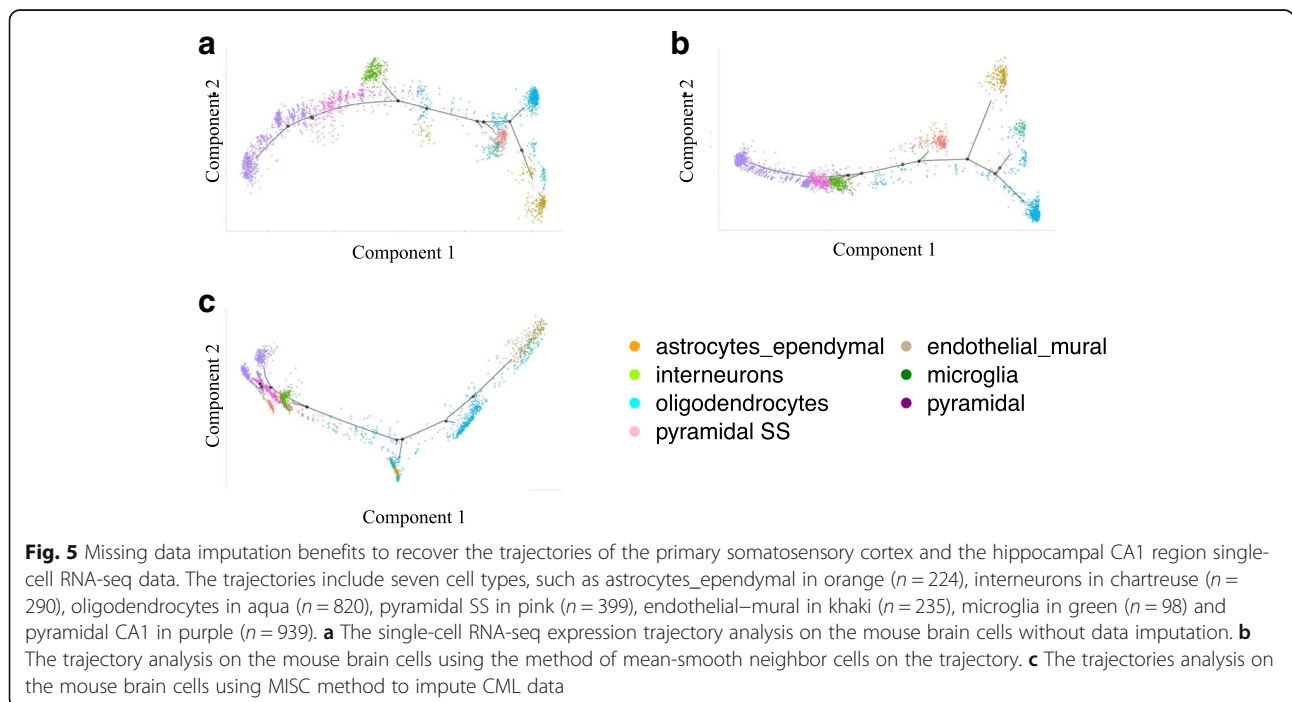 a
b
Component 2
Component 2
Component 1
Component 1
c
Component 2
Component 1
astrocytes_ependymal
interneurons
oligodendrocytes
pyramidal SS
endothelial_mural
microglia
pyramidal
Fig. 5 Missing data imputation benefits to recover the trajectories of the primary somatosensory cortex and the hippocampal CA1 region single-
cell RNA-seq data. The trajectories include seven cell types, such as astrocytes_ependymal in orange (n = 224), interneurons in chartreuse (n =
290), oligodendrocytes in aqua (n = 820), pyramidal SS in pink (n = 399), endothelial–mural in khaki (n = 235), microglia in green (n = 98) and
pyramidal CA1 in purple (n = 939). a The single-cell RNA-seq expression trajectory analysis on the mouse brain cells without data imputation. b
The trajectory analysis on the mouse brain cells using the method of mean-smooth neighbor cells on the trajectory. c The trajectories analysis on
the mouse brain cells using MISC method to impute CML data